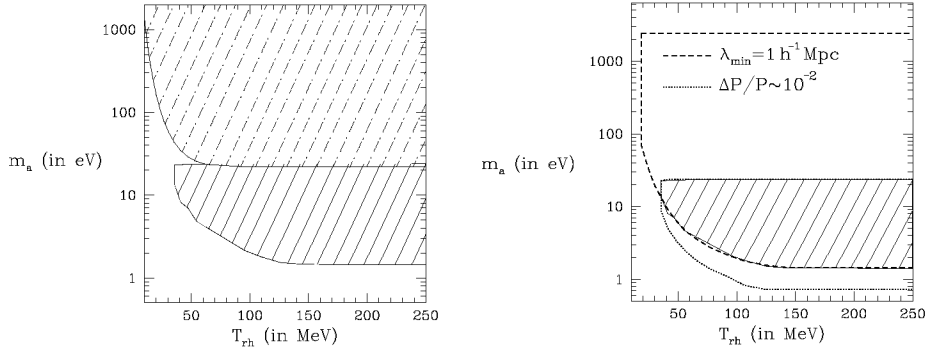 1000
100
10
1
m_a (in eV)
50 100 150 200 250
T_rh (in MeV)
λ_min=1 h⁻¹ Mpc
ΔP/P~10⁻²
1000
100
10
1
m_a (in eV)
50 100 150 200 250
T_rh (in MeV)